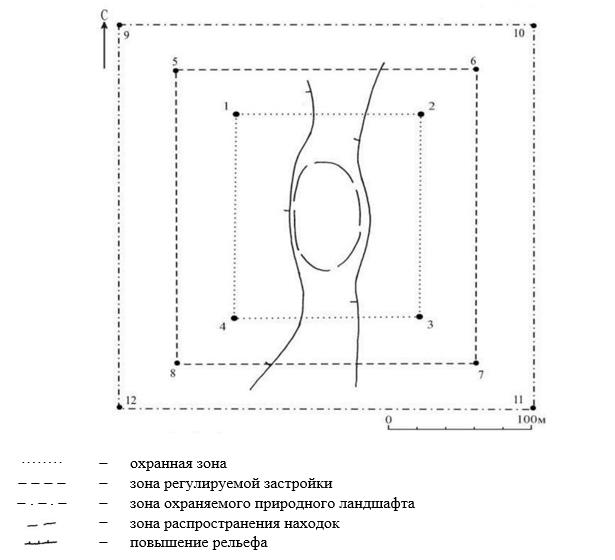 С
9
10
5
6
1
2
4
3
8
7
12
11
0
100м
– охранная зона
– зона регулируемой застройки
– зона охраняемого природного ландшафта
– зона распространения находок
– повышение рельефа